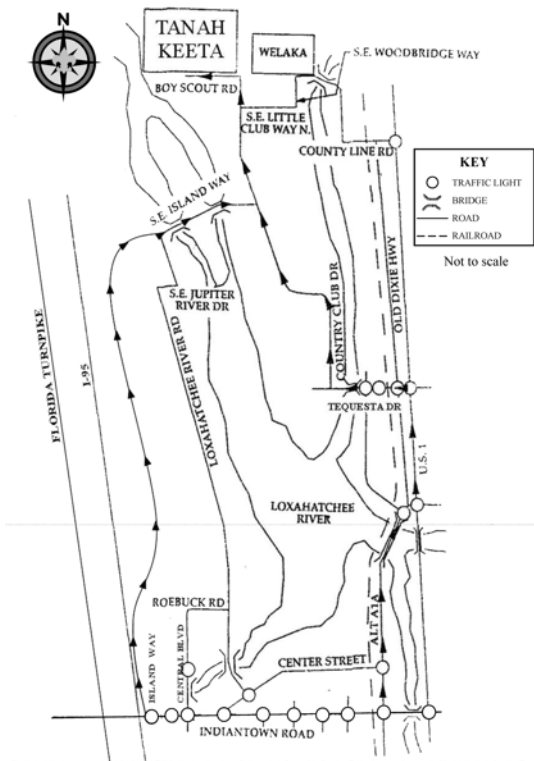 N
TANAH
KEETA
WELAKA
S.E. WOODBRIDGE WAY
BOY SCOUT RD
S.E. LITTLE
CLUB WAY N.
COUNTY LINE RD
KEY
TRAFFIC LIGHT
BRIDGE
ROAD
RAILROAD
Not to scale
S.E. ISLAND WAY
S.E. JUPITER
RIVER DR
OLD DIXIE HWY
COUNTRY CLUB DR
FLORIDA TURNPIKE
I-95
LOXAHATCHEE RIVER RD
TEQUESTA DR
U.S. 1
LOXAHATCHEE
RIVER
ROEBUCK RD
ALT A1A
ISLAND WAY
CENTRAL BLVD
CENTER STREET
INDIANTOWN ROAD